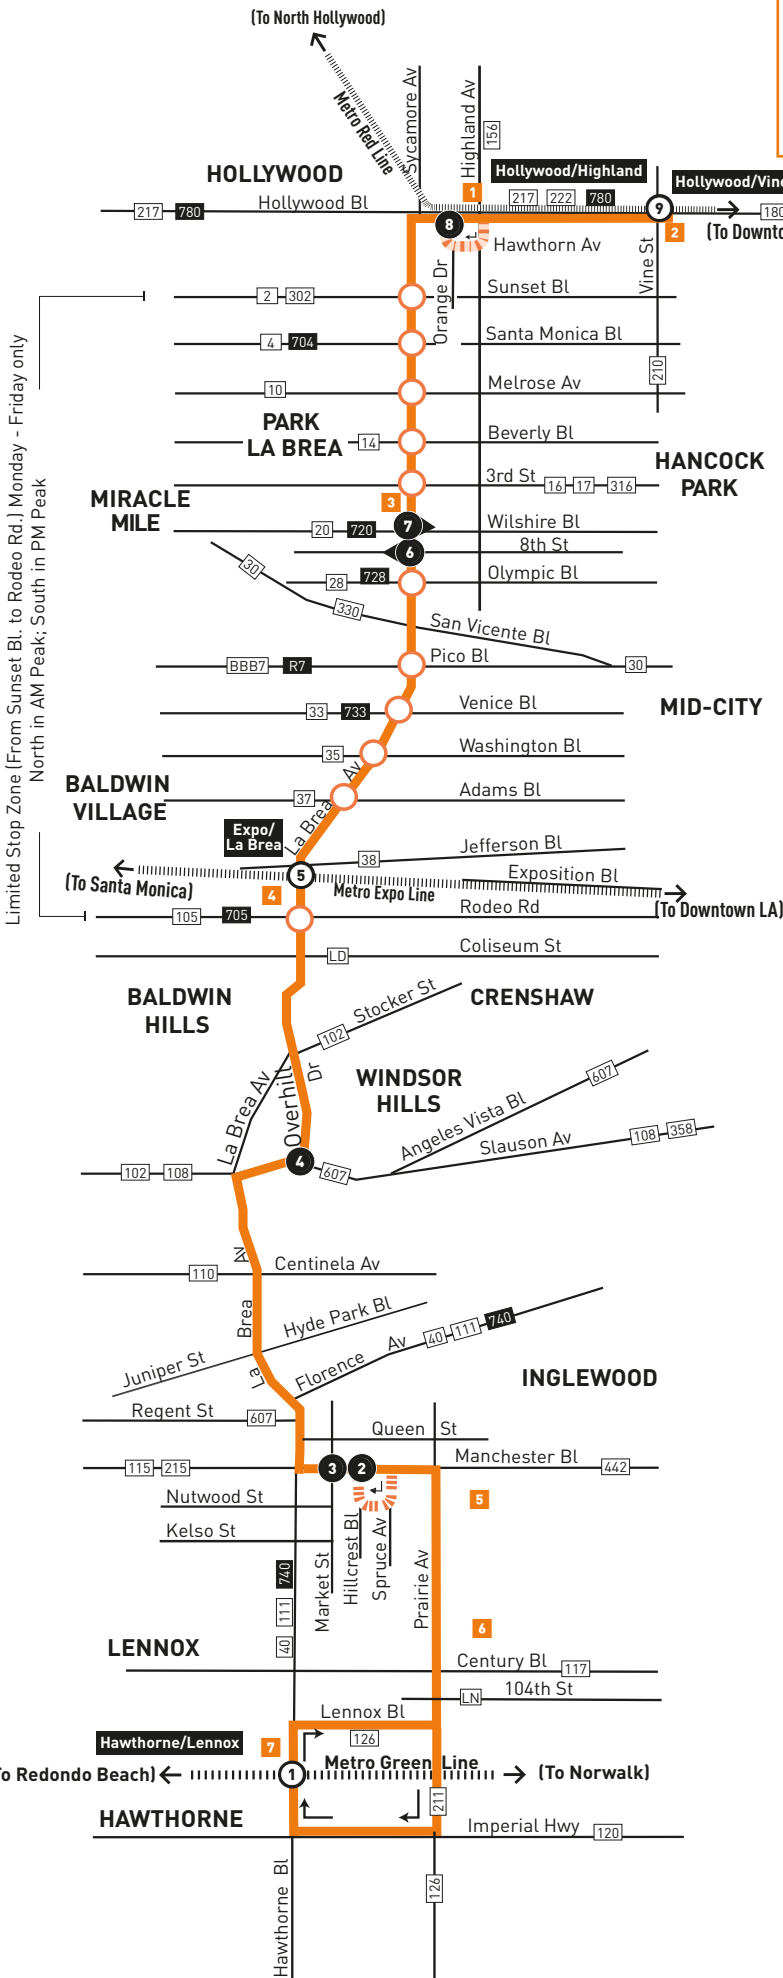 (To North Hollywood)
Metro Red Line
Sycamore Av
Highland Av
156
HOLLYWOOD
Hollywood/Highland
Hollywood/Vine
1
217 222 780
217 780
Hollywood Bl
9
180
8
2
(To Downto
Hawthorn Av
Orange Dr
Vine St
2 302
Sunset Bl
4 704
Santa Monica Bl
210
10
Melrose Av
PARK
LA BREA
14
Beverly Bl
HANCOCK
PARK
3rd St
16 17 316
MIRACLE
MILE
3
20 720
7
Wilshire Bl
6
8th St
30
28 728
Olympic Bl
330
San Vicente Bl
BBB7 R7
Pico Bl
30
33 733
Venice Bl
MID-CITY
35
Washington Bl
BALDWIN
VILLAGE
37
Adams Bl
La Brea Av
Limited Stop Zone (From Sunset Bl. to Rodeo Rd.) Monday - Friday only
North in AM Peak; South in PM Peak
Expo/
La Brea
38
Jefferson Bl
(To Santa Monica)
5
Metro Expo Line
Exposition Bl
(To Downtown LA)
4
105 705
Rodeo Rd
LD
Coliseum St
BALDWIN
HILLS
102
Stocker St
CRENSHAW
La Brea Av
Overhill
Dr
WINDSOR
HILLS
607
Angeles Vista Bl
Slauson Av
108 358
102 108
4
607
110
Centinela Av
La Brea Av
Juniper St
Hyde Park Bl
Florence Av
40 111 740
INGLEWOOD
Regent St
607
Queen St
115 215
3
2
Manchester Bl
442
Nutwood St
5
Kelso St
740
111
40
Market St
Hillcrest Bl
Spruce Av
Prairie Av
6
LENNOX
Century Bl
117
LN
104th St
Lennox Bl
Hawthorne/Lennox
7
126
o Redondo Beach)
1
Metro Green Line
(To Norwalk)
211
HAWTHORNE
Imperial Hwy
120
Hawthorne Bl
126